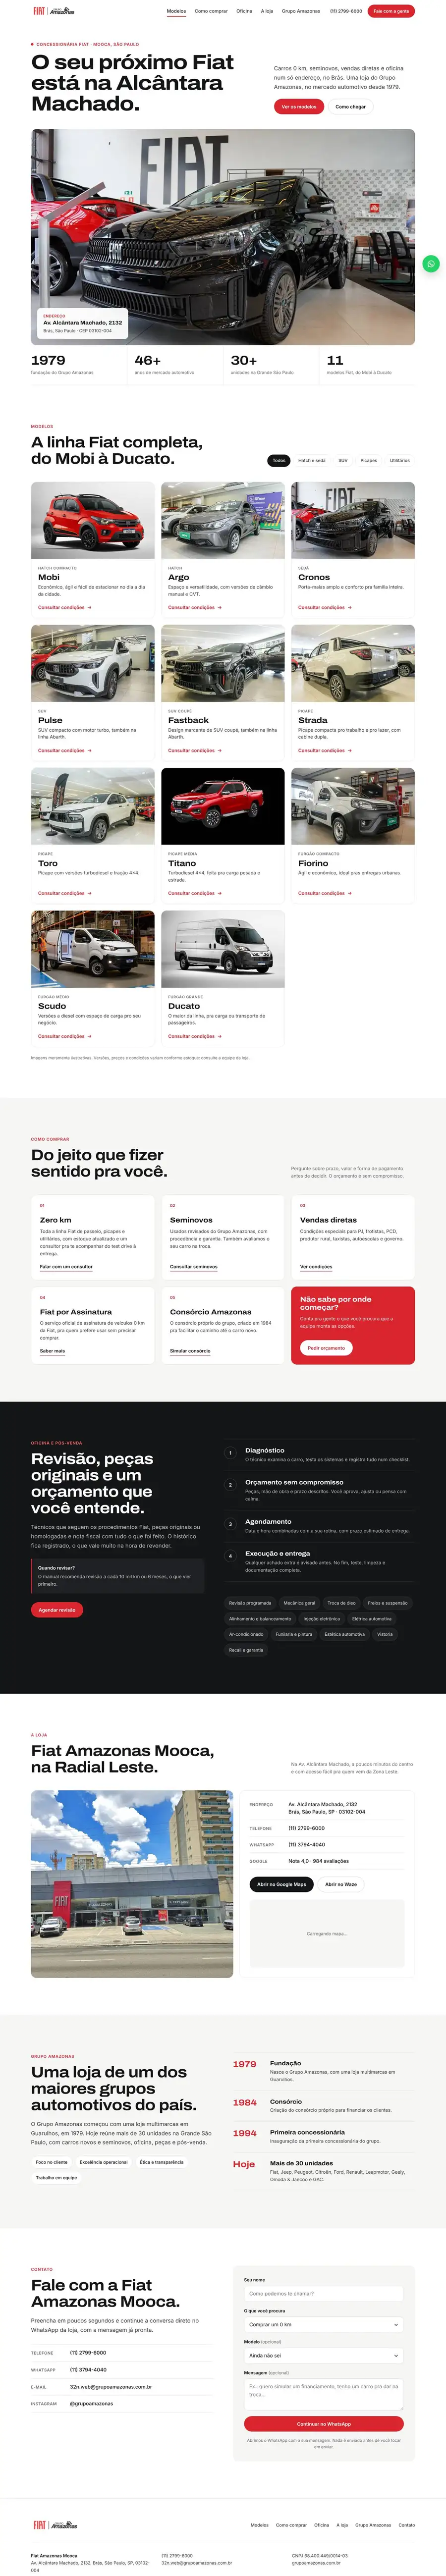 FIAT Amazonas
Modelos Como comprar Oficina A loja Grupo Amazonas (11) 2799-6000 Fale com a gente
CONCESSIONÁRIA FIAT · MOOCA, SÃO PAULO
O seu próximo Fiat
está na Alcântara
Machado.
Carros 0 km, seminovos, vendas diretas e oficina
num só endereço, no Brás. Uma loja do Grupo
Amazonas, no mercado automotivo desde 1979.
Ver os modelos Como chegar
FIAT
ENDEREÇO
Av. Alcântara Machado, 2132
Brás, São Paulo · CEP 03102-004
1979 46+ 30+ 11
fundação do Grupo Amazonas anos de mercado automotivo unidades na Grande São Paulo modelos Fiat, do Mobi à Ducato
MODELOS
A linha Fiat completa,
do Mobi à Ducato.
Todos Hatch e sedã SUV Picapes Utilitários
HATCH COMPACTO
Mobi
Econômico, ágil e fácil de estacionar no dia a dia
da cidade.
Consultar condições →
HATCH
Argo
Espaço e versatilidade, com versões de câmbio
manual e CVT.
Consultar condições →
SEDÃ
Cronos
Porta-malas amplo e conforto pra família inteira.
Consultar condições →
SUV
Pulse
SUV compacto com motor turbo, também na
linha Abarth.
Consultar condições →
SUV COUPÉ
Fastback
Design marcante de SUV coupé, também na linha
Abarth.
Consultar condições →
PICAPE
Strada
Picape compacta pro trabalho e pro lazer, com
cabine dupla.
Consultar condições →
PICAPE
Toro
Picape com versões turbodiesel e tração 4×4.
Consultar condições →
PICAPE MÉDIA
Titano
Turbodiesel 4×4, feita pra carga pesada e
estrada.
Consultar condições →
FURGÃO COMPACTO
Fiorino
Ágil e econômico, ideal pras entregas urbanas.
Consultar condições →
FURGÃO MÉDIO
Scudo
Versões a diesel com espaço de carga pro seu
negócio.
Consultar condições →
FURGÃO GRANDE
Ducato
O maior da linha, pra carga ou transporte de
passageiros.
Consultar condições →
Imagens meramente ilustrativas. Versões, preços e condições variam conforme estoque: consulte a equipe da loja.
COMO COMPRAR
Do jeito que fizer
sentido pra você.
Pergunte sobre prazo, valor e forma de pagamento
antes de decidir. O orçamento é sem compromisso.
01
Zero km
Toda a linha Fiat de passeio, picapes e
utilitários, com estoque atualizado e um
consultor pra te acompanhar do test drive à
entrega.
Falar com um consultor
02
Seminovos
Usados revisados do Grupo Amazonas, com
procedência e garantia. Também avaliamos o
seu carro na troca.
Consultar seminovos
03
Vendas diretas
Condições especiais para PJ, frotistas, PCD,
produtor rural, taxistas, autoescolas e governo.
Ver condições
04
Fiat por Assinatura
O serviço oficial de assinatura de veículos 0 km
da Fiat, pra quem prefere usar sem precisar
comprar.
Saber mais
05
Consórcio Amazonas
O consórcio próprio do grupo, criado em 1984
pra facilitar o caminho até o carro novo.
Simular consórcio
Não sabe por onde
começar?
Conta pra gente o que você procura que a
equipe monta as opções.
Pedir orçamento
OFICINA E PÓS-VENDA
Revisão, peças
originais e um
orçamento que
você entende.
Técnicos que seguem os procedimentos Fiat, peças originais ou
homologadas e nota fiscal com tudo o que foi feito. O histórico
fica registrado, o que vale muito na hora de revender.
Quando revisar?
O manual recomenda revisão a cada 10 mil km ou 6 meses, o que vier
primeiro.
Agendar revisão
1 Diagnóstico
O técnico examina o carro, testa os sistemas e registra tudo num checklist.
2 Orçamento sem compromisso
Peças, mão de obra e prazo descritos. Você aprova, ajusta ou pensa com
calma.
3 Agendamento
Data e hora combinadas com a sua rotina, com prazo estimado de entrega.
4 Execução e entrega
Qualquer achado extra é avisado antes. No fim, teste, limpeza e
documentação completa.
Revisão programada Mecânica geral Troca de óleo Freios e suspensão
Alinhamento e balanceamento Injeção eletrônica Elétrica automotiva
Ar-condicionado Funilaria e pintura Estética automotiva Vistoria
Recall e garantia
A LOJA
Fiat Amazonas Mooca,
na Radial Leste.
Na Av. Alcântara Machado, a poucos minutos do centro
e com acesso fácil pra quem vem da Zona Leste.
ENDEREÇO Av. Alcântara Machado, 2132
Brás, São Paulo, SP · 03102-004
TELEFONE (11) 2799-6000
WHATSAPP (11) 3794-4040
GOOGLE Nota 4,0 · 984 avaliações
Abrir no Google Maps Abrir no Waze
Carregando mapa…
GRUPO AMAZONAS
Uma loja de um dos
maiores grupos
automotivos do país.
O Grupo Amazonas começou com uma loja multimarcas em
Guarulhos, em 1979. Hoje reúne mais de 30 unidades na Grande São
Paulo, com carros novos e seminovos, oficina, peças e pós-venda.
Foco no cliente Excelência operacional Ética e transparência
Trabalho em equipe
1979 Fundação
Nasce o Grupo Amazonas, com uma loja multimarcas em
Guarulhos.
1984 Consórcio
Criação do consórcio próprio para financiar os clientes.
1994 Primeira concessionária
Inauguração da primeira concessionária do grupo.
Hoje Mais de 30 unidades
Fiat, Jeep, Peugeot, Citroën, Ford, Renault, Leapmotor, Geely,
Omoda & Jaecoo e GAC.
CONTATO
Fale com a Fiat
Amazonas Mooca.
Preencha em poucos segundos e continue a conversa direto no
WhatsApp da loja, com a mensagem já pronta.
TELEFONE (11) 2799-6000
WHATSAPP (11) 3794-4040
E-MAIL 32n.web@grupoamazonas.com.br
INSTAGRAM @grupoamazonas
Seu nome
Como podemos te chamar?
O que você procura
Comprar um 0 km
Modelo (opcional)
Ainda não sei
Mensagem (opcional)
Ex.: quero simular um financiamento, tenho um carro pra dar na
troca...
Continuar no WhatsApp
Abrimos o WhatsApp com a sua mensagem. Nada é enviado antes de você tocar
em enviar.
FIAT Amazonas
Modelos Como comprar Oficina A loja Grupo Amazonas Contato
Fiat Amazonas Mooca
Av. Alcântara Machado, 2132, Brás, São Paulo, SP, 03102-
004
(11) 2799-6000
32n.web@grupoamazonas.com.br
grupoamazonas.com.br